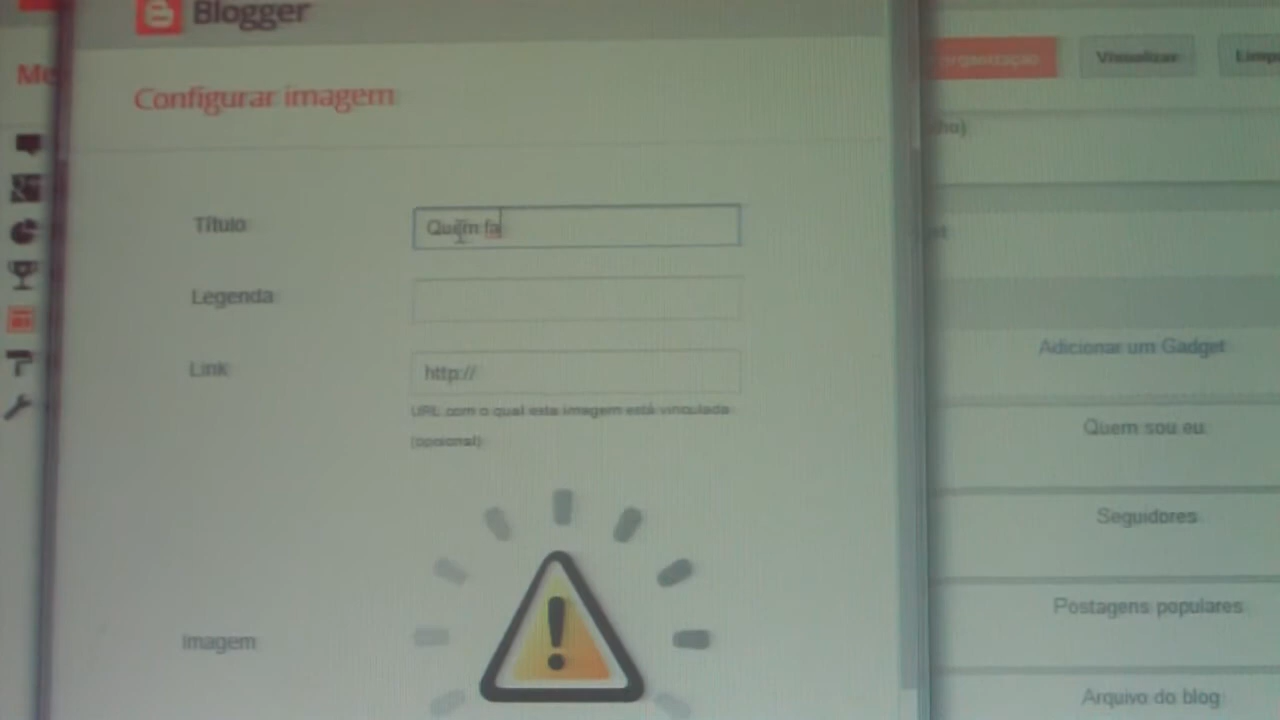 Blogger
Configurar imagem
Título
Quem fa
Legenda
Link
http://
URL com o qual esta imagem está vinculada
(opcional)
Imagem
Me
Visualizar
Adicionar um Gadget
Quem sou eu
Seguidores
Postagens populares
Arquivo do blog